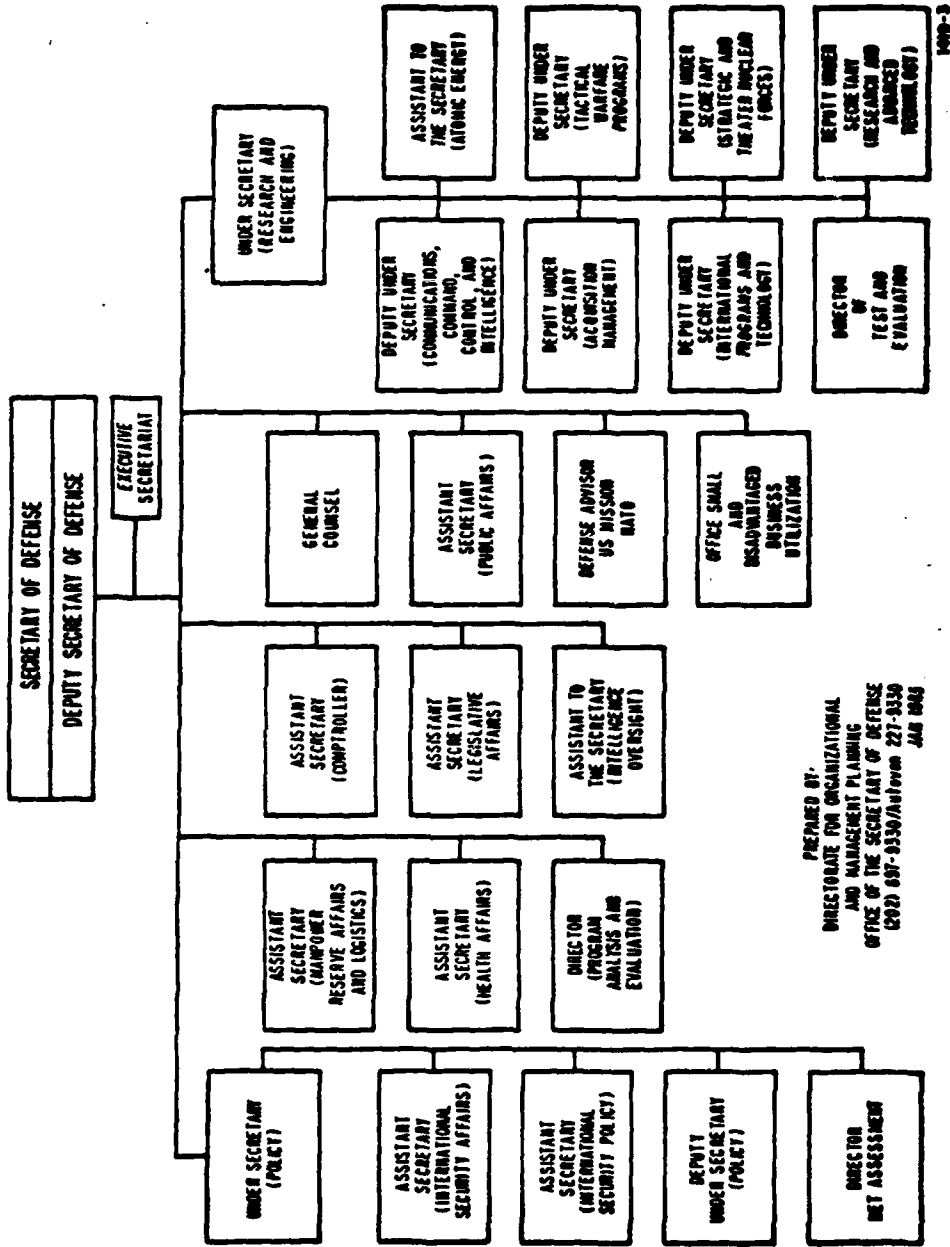 SECRETARY OF DEFENSE
DEPUTY SECRETARY OF DEFENSE
EXECUTIVE
SECRETARIAT
UNDER SECRETARY
(POLICY)
ASSISTANT
SECRETARY
(INTERNATIONAL
SECURITY AFFAIRS)
ASSISTANT
SECRETARY
(INTERNATIONAL
SECURITY POLICY)
DEPUTY
UNDER SECRETARY
(POLICY)
DIRECTOR
NET ASSESSMENT
ASSISTANT
SECRETARY
(MANPOWER
RESERVE AFFAIRS
AND LOGISTICS)
ASSISTANT
SECRETARY
(HEALTH AFFAIRS)
DIRECTOR
(PROGRAM
ANALYSIS AND
EVALUATION)
ASSISTANT
SECRETARY
(COMPTROLLER)
ASSISTANT
SECRETARY
(LEGISLATIVE
AFFAIRS)
ASSISTANT TO
THE SECRETARY
(INTELLIGENCE
OVERSIGHT)
GENERAL
COUNSEL
ASSISTANT
SECRETARY
(PUBLIC AFFAIRS)
DEFENSE ADVISOR
US MISSION
NATO
OFFICE SMALL
AND
DISADVANTAGED
BUSINESS
UTILIZATION
UNDER SECRETARY
(RESEARCH AND
ENGINEERING)
DEPUTY UNDER
SECRETARY
(COMMUNICATIONS,
COMMAND,
CONTROL, AND
INTELLIGENCE)
ASSISTANT TO
THE SECRETARY
(ATOMIC ENERGY)
DEPUTY UNDER
SECRETARY
(ACQUISITION
MANAGEMENT)
DEPUTY UNDER
SECRETARY
(TACTICAL
WARFARE
PROGRAMS)
DEPUTY UNDER
SECRETARY
(INTERNATIONAL
PROGRAMS AND
TECHNOLOGY)
DEPUTY UNDER
SECRETARY
(STRATEGIC AND
THEATER NUCLEAR
FORCES)
DIRECTOR
OF
TEST AND
EVALUATION
DEPUTY UNDER
SECRETARY
(RESEARCH AND
ADVANCED
TECHNOLOGY)
PREPARED BY:
DIRECTORATE FOR ORGANIZATIONAL
AND MANAGEMENT PLANNING
OFFICE OF THE SECRETARY OF DEFENSE
(202) 697-9330/Autovon 227-9330
JAN